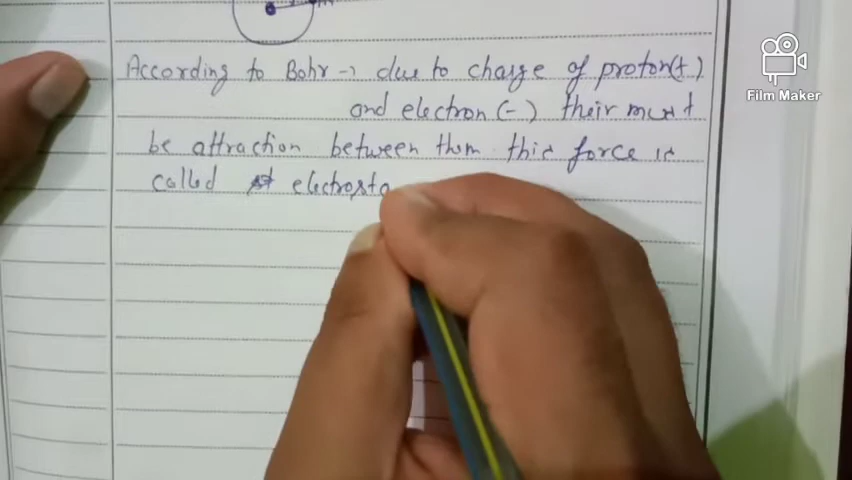 According to Bohr → due to charge of proton(+)
and electron (-) their must
be attraction between them this force is
called electrosta
Film Maker